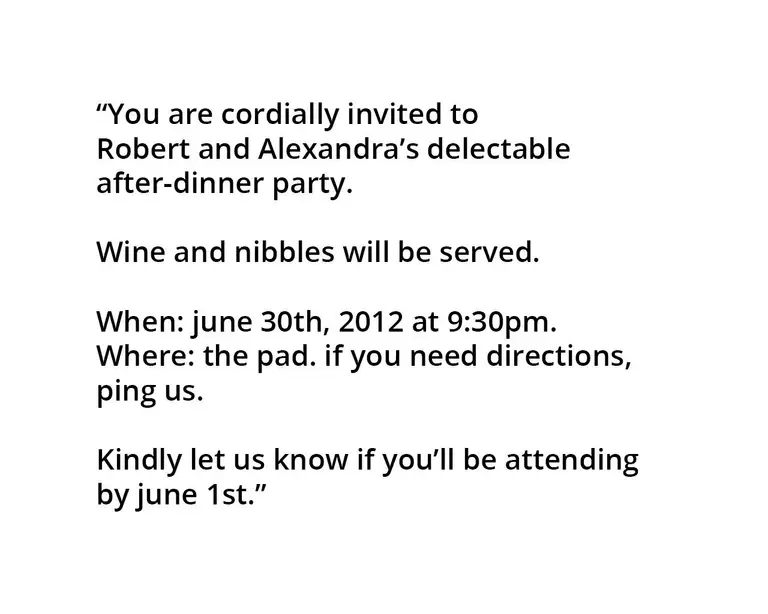 “You are cordially invited to
Robert and Alexandra’s delectable
after-dinner party.
Wine and nibbles will be served.
When: june 30th, 2012 at 9:30pm.
Where: the pad. if you need directions,
ping us.
Kindly let us know if you’ll be attending
by june 1st.”